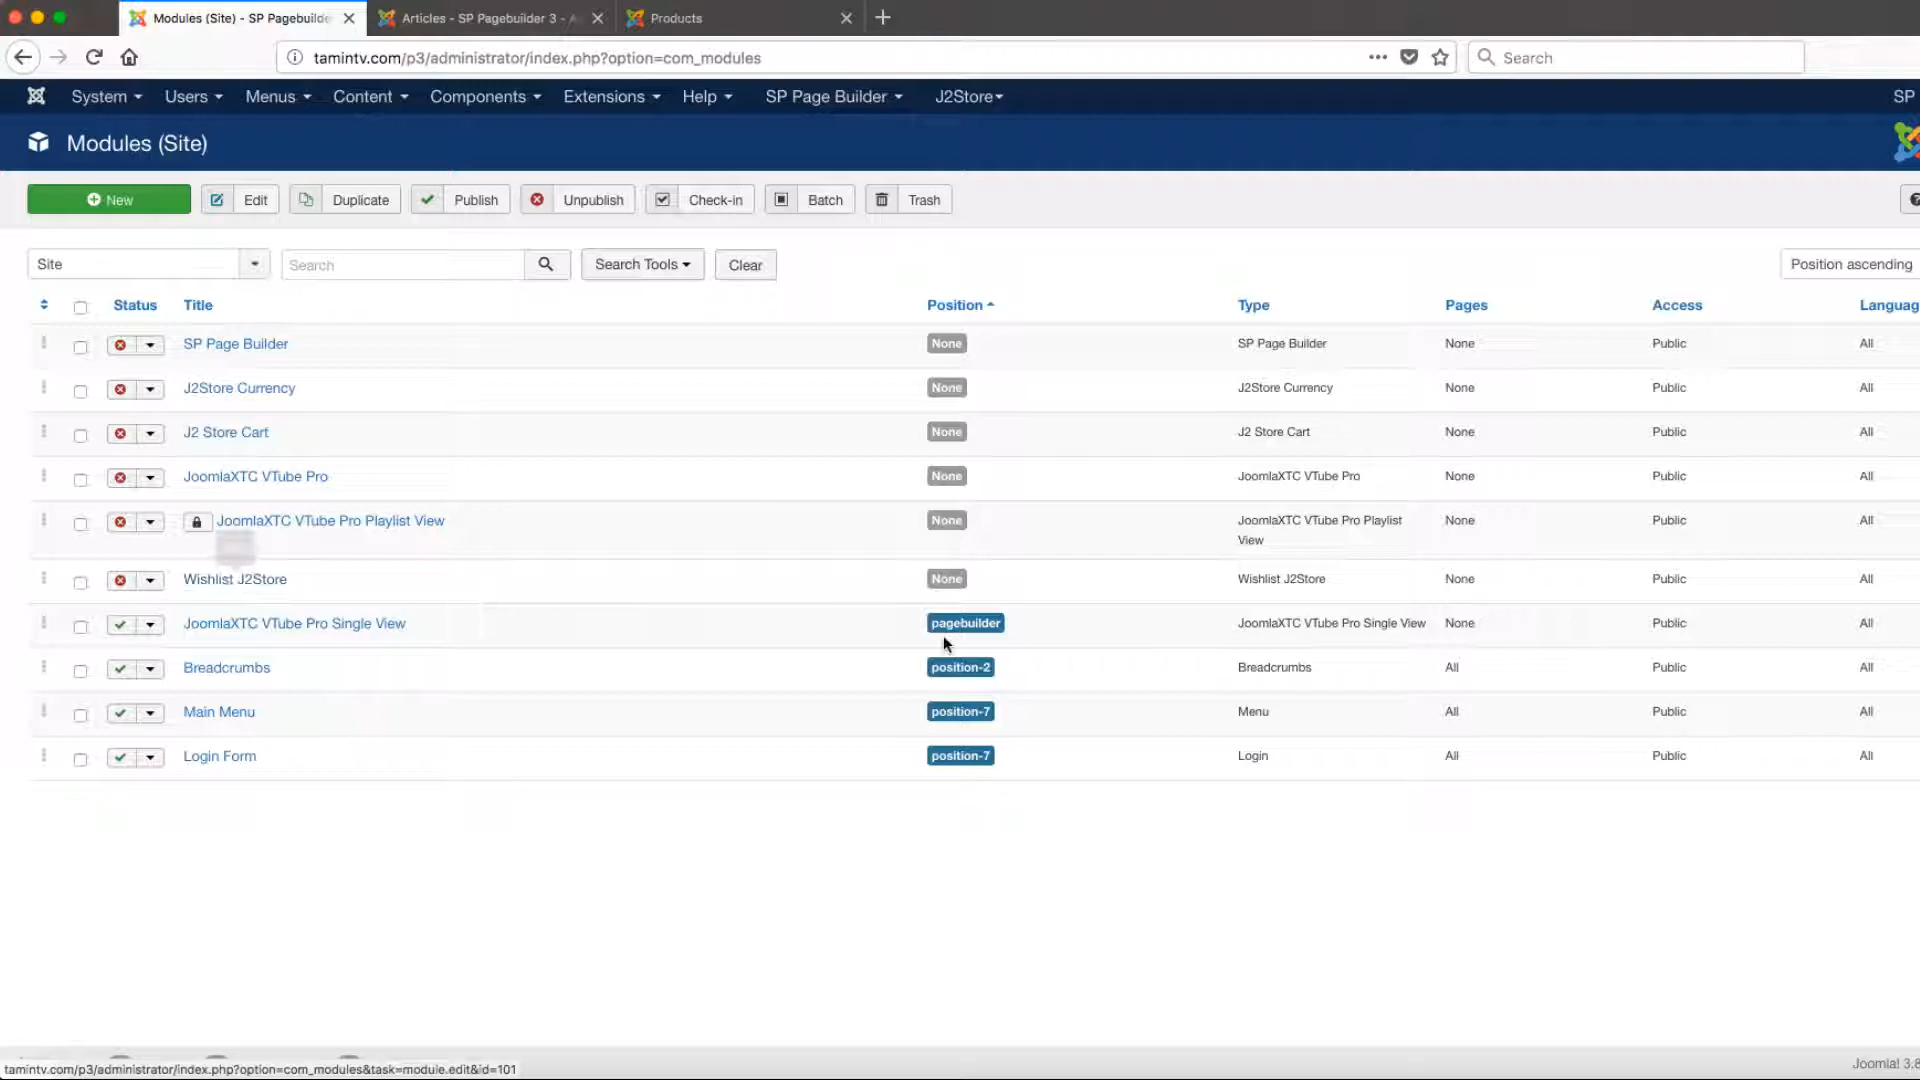 Modules (Site) - SP Pagebuilde
Articles - SP Pagebuilder 3 - A
Products
tamintv.com/p3/administrator/index.php?option=com_modules
Search
System Users Menus Content Components Extensions Help SP Page Builder J2Store SP
Modules (Site)
New Edit Duplicate Publish Unpublish Check-in Batch Trash
Site Search Search Tools Clear Position ascending
Status Title Position Type Pages Access Languag
SP Page Builder None SP Page Builder None Public All
J2Store Currency None J2Store Currency None Public All
J2 Store Cart None J2 Store Cart None Public All
JoomlaXTC VTube Pro None JoomlaXTC VTube Pro None Public All
JoomlaXTC VTube Pro Playlist View None JoomlaXTC VTube Pro Playlist None Public All
View
Wishlist J2Store None Wishlist J2Store None Public All
JoomlaXTC VTube Pro Single View pagebuilder JoomlaXTC VTube Pro Single View None Public All
Breadcrumbs position-2 Breadcrumbs All Public All
Main Menu position-7 Menu All Public All
Login Form position-7 Login All Public All
Joomla! 3.8
tamintv.com/p3/administrator/index.php?option=com_modules&task=module.edit&id=101